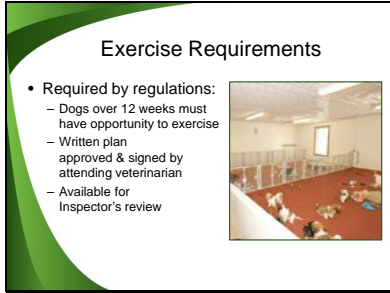 Exercise Requirements
• Required by regulations:
– Dogs over 12 weeks must
have opportunity to exercise
– Written plan
approved & signed by
attending veterinarian
– Available for
Inspector's review